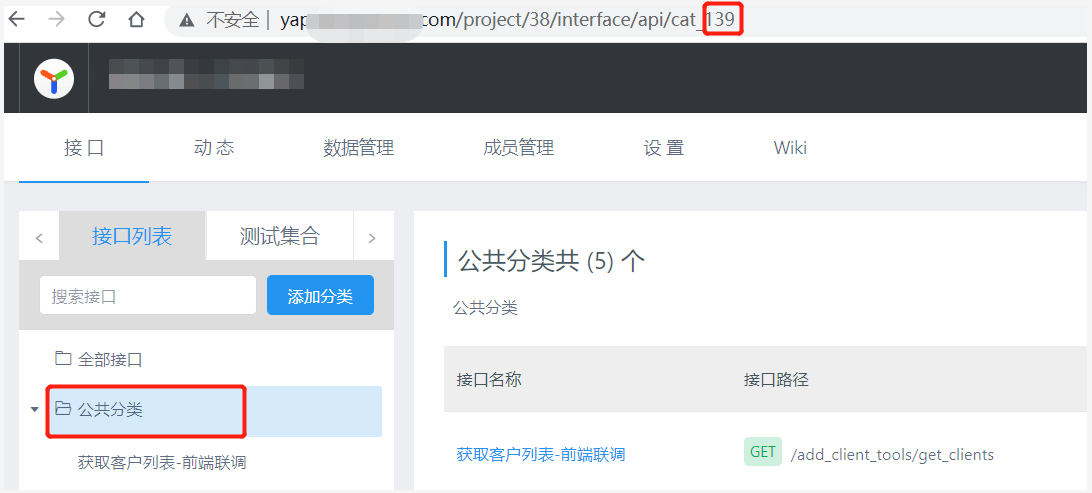 不安全 | yap com/project/38/interface/api/cat_139
接口 动态 数据管理 成员管理 设置 Wiki
< 接口列表 测试集合 >
搜索接口 添加分类
全部接口
公共分类
获取客户列表-前端联调
公共分类共 (5) 个
公共分类
接口名称 接口路径
获取客户列表-前端联调 GET /add_client_tools/get_clients